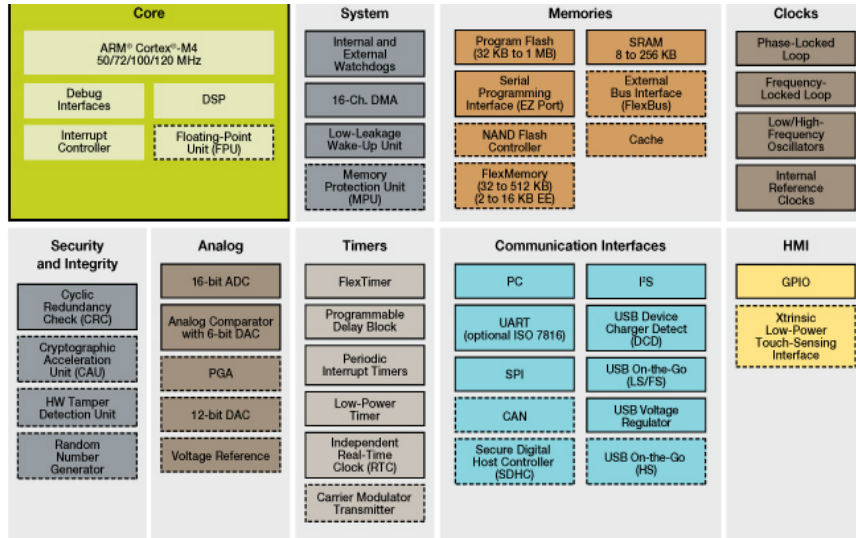 Core
ARM® Cortex®-M4
50/72/100/120 MHz
Debug
Interfaces
DSP
Interrupt
Controller
Floating-Point
Unit (FPU)
System
Internal and
External
Watchdogs
16-Ch. DMA
Low-Leakage
Wake-Up Unit
Memory
Protection Unit
(MPU)
Memories
Program Flash
(32 KB to 1 MB)
SRAM
8 to 256 KB
Serial
Programming
Interface (EZ Port)
External
Bus Interface
(FlexBus)
NAND Flash
Controller
Cache
FlexMemory
(32 to 512 KB)
(2 to 16 KB EE)
Clocks
Phase-Locked
Loop
Frequency-
Locked Loop
Low/High-
Frequency
Oscillators
Internal
Reference
Clocks
Security
and Integrity
Cyclic
Redundancy
Check (CRC)
Cryptographic
Acceleration
Unit (CAU)
HW Tamper
Detection Unit
Random
Number
Generator
Analog
16-bit ADC
Analog Comparator
with 6-bit DAC
PGA
12-bit DAC
Voltage Reference
Timers
FlexTimer
Programmable
Delay Block
Periodic
Interrupt Timers
Low-Power
Timer
Independent
Real-Time
Clock (RTC)
Carrier Modulator
Transmitter
Communication Interfaces
PC
I²S
UART
(optional ISO 7816)
USB Device
Charger Detect
(DCD)
SPI
USB On-the-Go
(LS/FS)
CAN
USB Voltage
Regulator
Secure Digital
Host Controller
(SDHC)
USB On-the-Go
(HS)
HMI
GPIO
Xtrinsic
Low-Power
Touch-Sensing
Interface